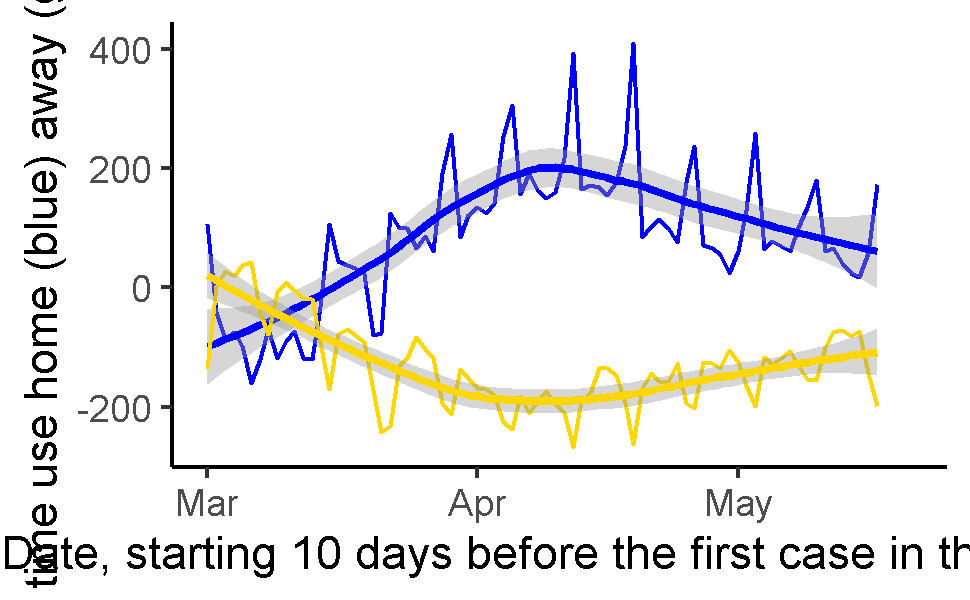 time use home (blue) away (
400
200
0
-200
Mar Apr May
Date, starting 10 days before the first case in th